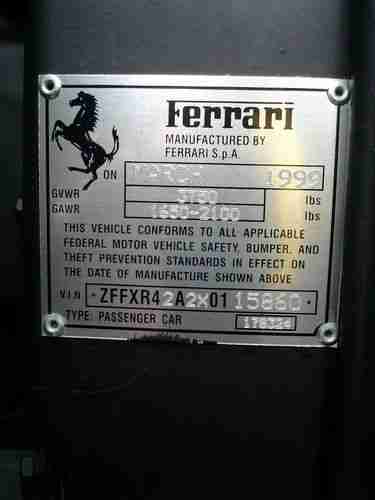 Ferrari
MANUFACTURED BY
FERRARI S.p.A.
ON MARCH 1999
GVWR 3750 lbs
GAWR 1650-2100 lbs
THIS VEHICLE CONFORMS TO ALL APPLICABLE
FEDERAL MOTOR VEHICLE SAFETY, BUMPER, AND
THEFT PREVENTION STANDARDS IN EFFECT ON
THE DATE OF MANUFACTURE SHOWN ABOVE
V.I.N. • ZFFXR42A2X0115860 •
TYPE: PASSENGER CAR